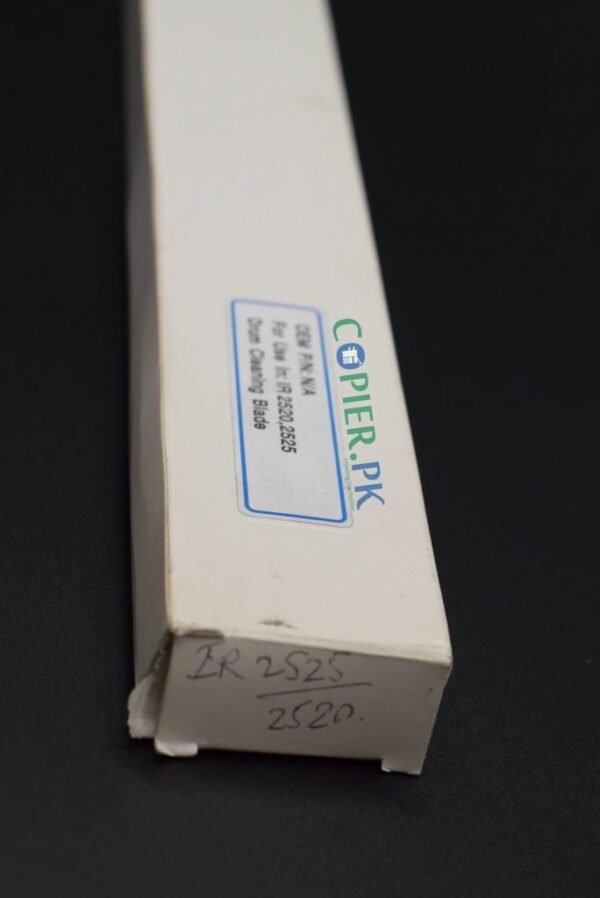 OEM P/N: N/A
For Use In: IR 2520,2525
Drum Cleaning Blade
COPIER.PK
IR 2525
2520.